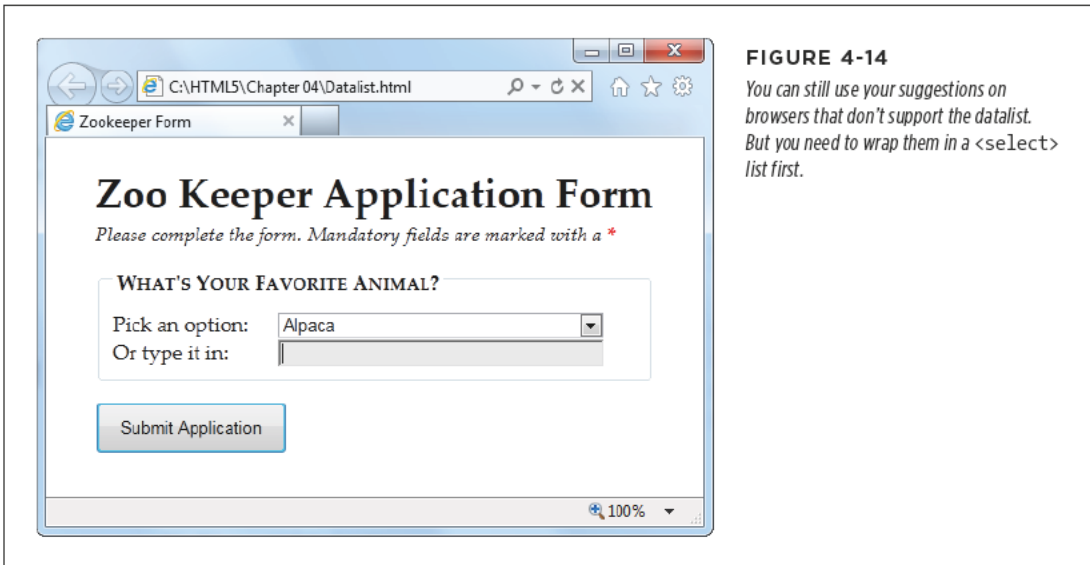 C:\HTML5\Chapter 04\Datalist.html
Zookeeper Form
Zoo Keeper Application Form
Please complete the form. Mandatory fields are marked with a *
WHAT'S YOUR FAVORITE ANIMAL?
Pick an option: Alpaca
Or type it in:
Submit Application
100%
FIGURE 4-14
You can still use your suggestions on
browsers that don't support the datalist.
But you need to wrap them in a <select>
list first.